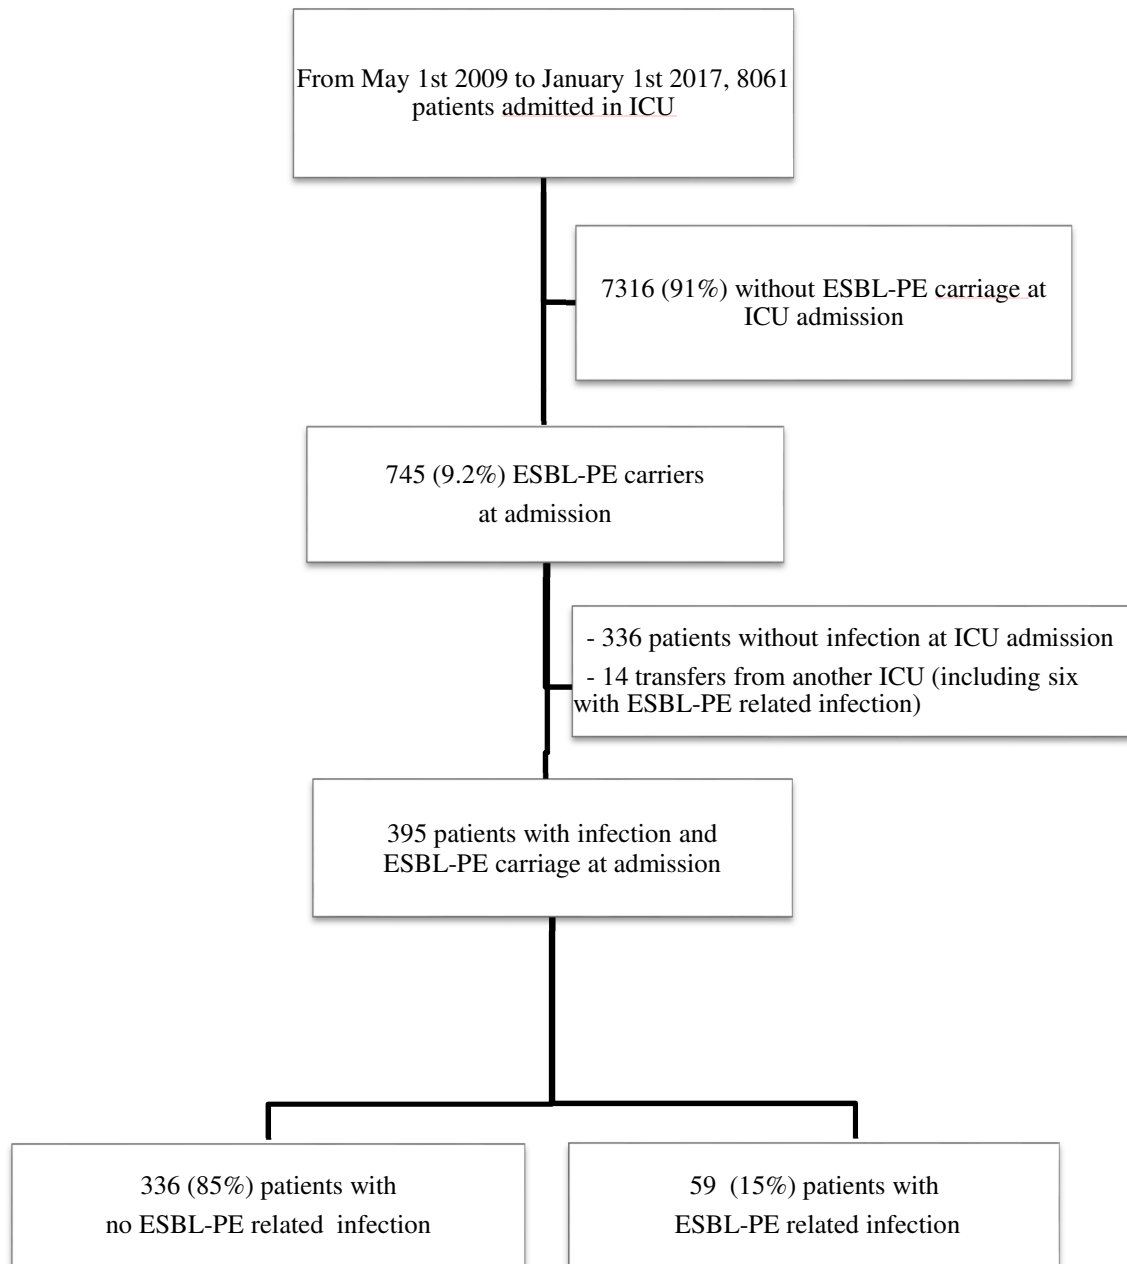 From May 1st 2009 to January 1st 2017, 8061
patients admitted in ICU
7316 (91%) without ESBL-PE carriage at
ICU admission
745 (9.2%) ESBL-PE carriers
at admission
- 336 patients without infection at ICU admission
- 14 transfers from another ICU (including six
with ESBL-PE related infection)
395 patients with infection and
ESBL-PE carriage at admission
336 (85%) patients with
no ESBL-PE related infection
59 (15%) patients with
ESBL-PE related infection